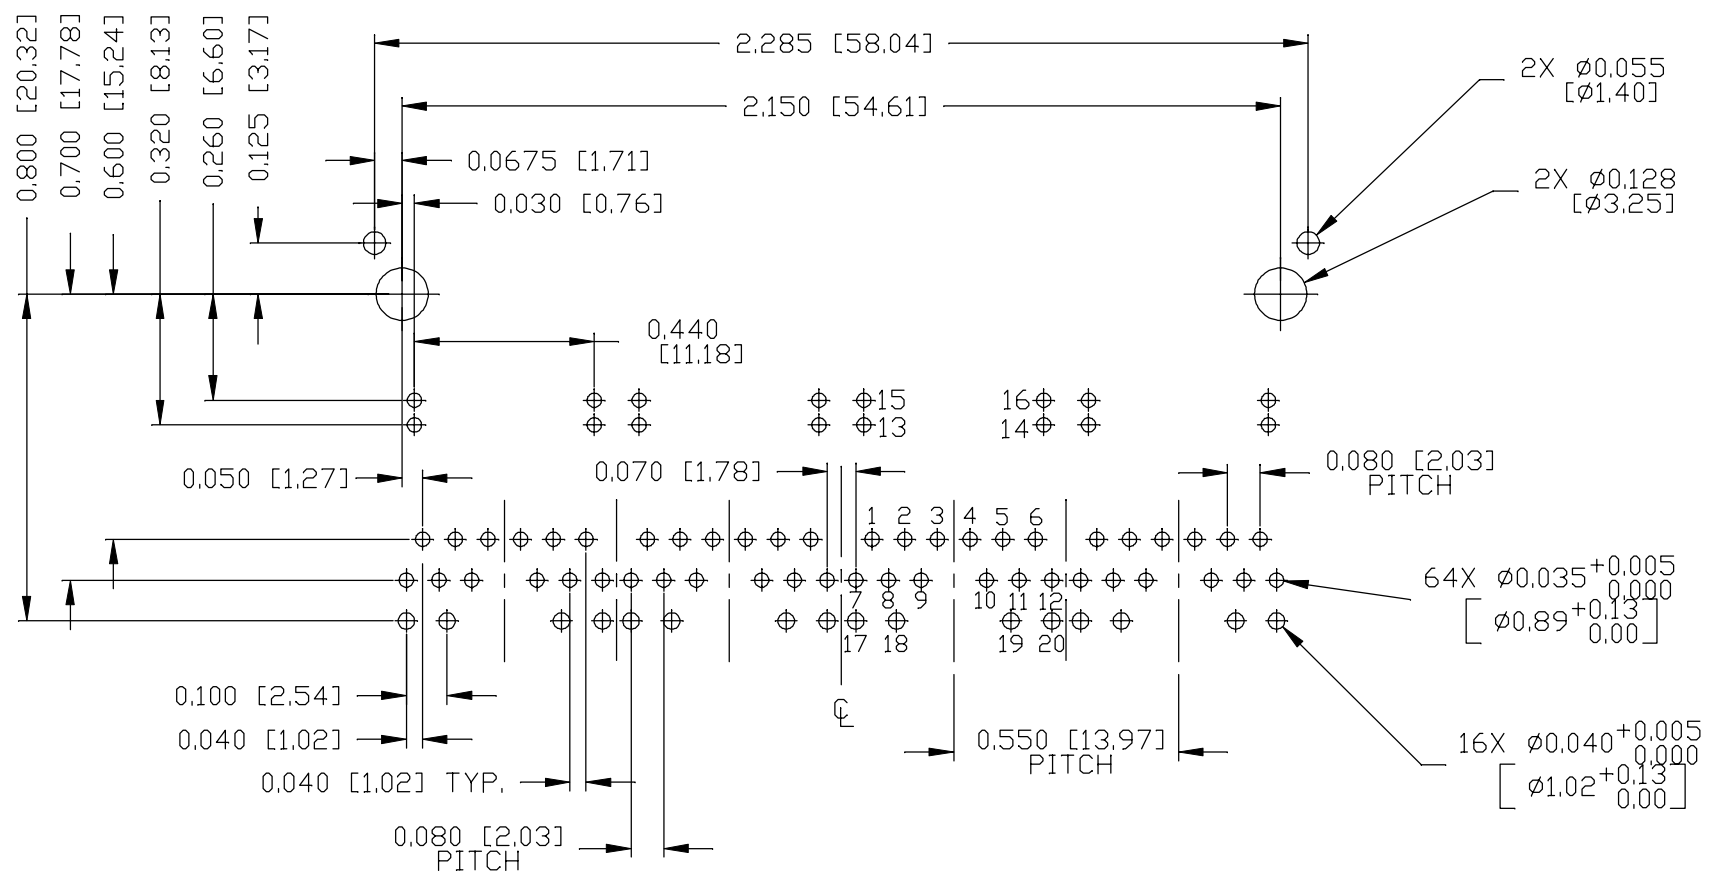 0.800 [20.32]
0.700 [17.78]
0.600 [15.24]
0.320 [8.13]
0.260 [6.60]
0.125 [3.17]
2.285 [58.04]
2.150 [54.61]
0.0675 [1.71]
0.030 [0.76]
2X ø0.055
[ø1.40]
2X ø0.128
[ø3.25]
0.440
[11.18]
15
16
13
14
0.050 [1.27]
0.070 [1.78]
0.080 [2.03]
PITCH
1 2 3 4 5 6
7 8 9 10 11 12
17 18 19 20
64X ø0.035 +0.005
0.000
[ø0.89 +0.13
0.00]
0.100 [2.54]
0.040 [1.02]
℄
0.550 [13.97]
PITCH
16X ø0.040 +0.005
0.000
[ø1.02 +0.13
0.00]
0.040 [1.02] TYP.
0.080 [2.03]
PITCH